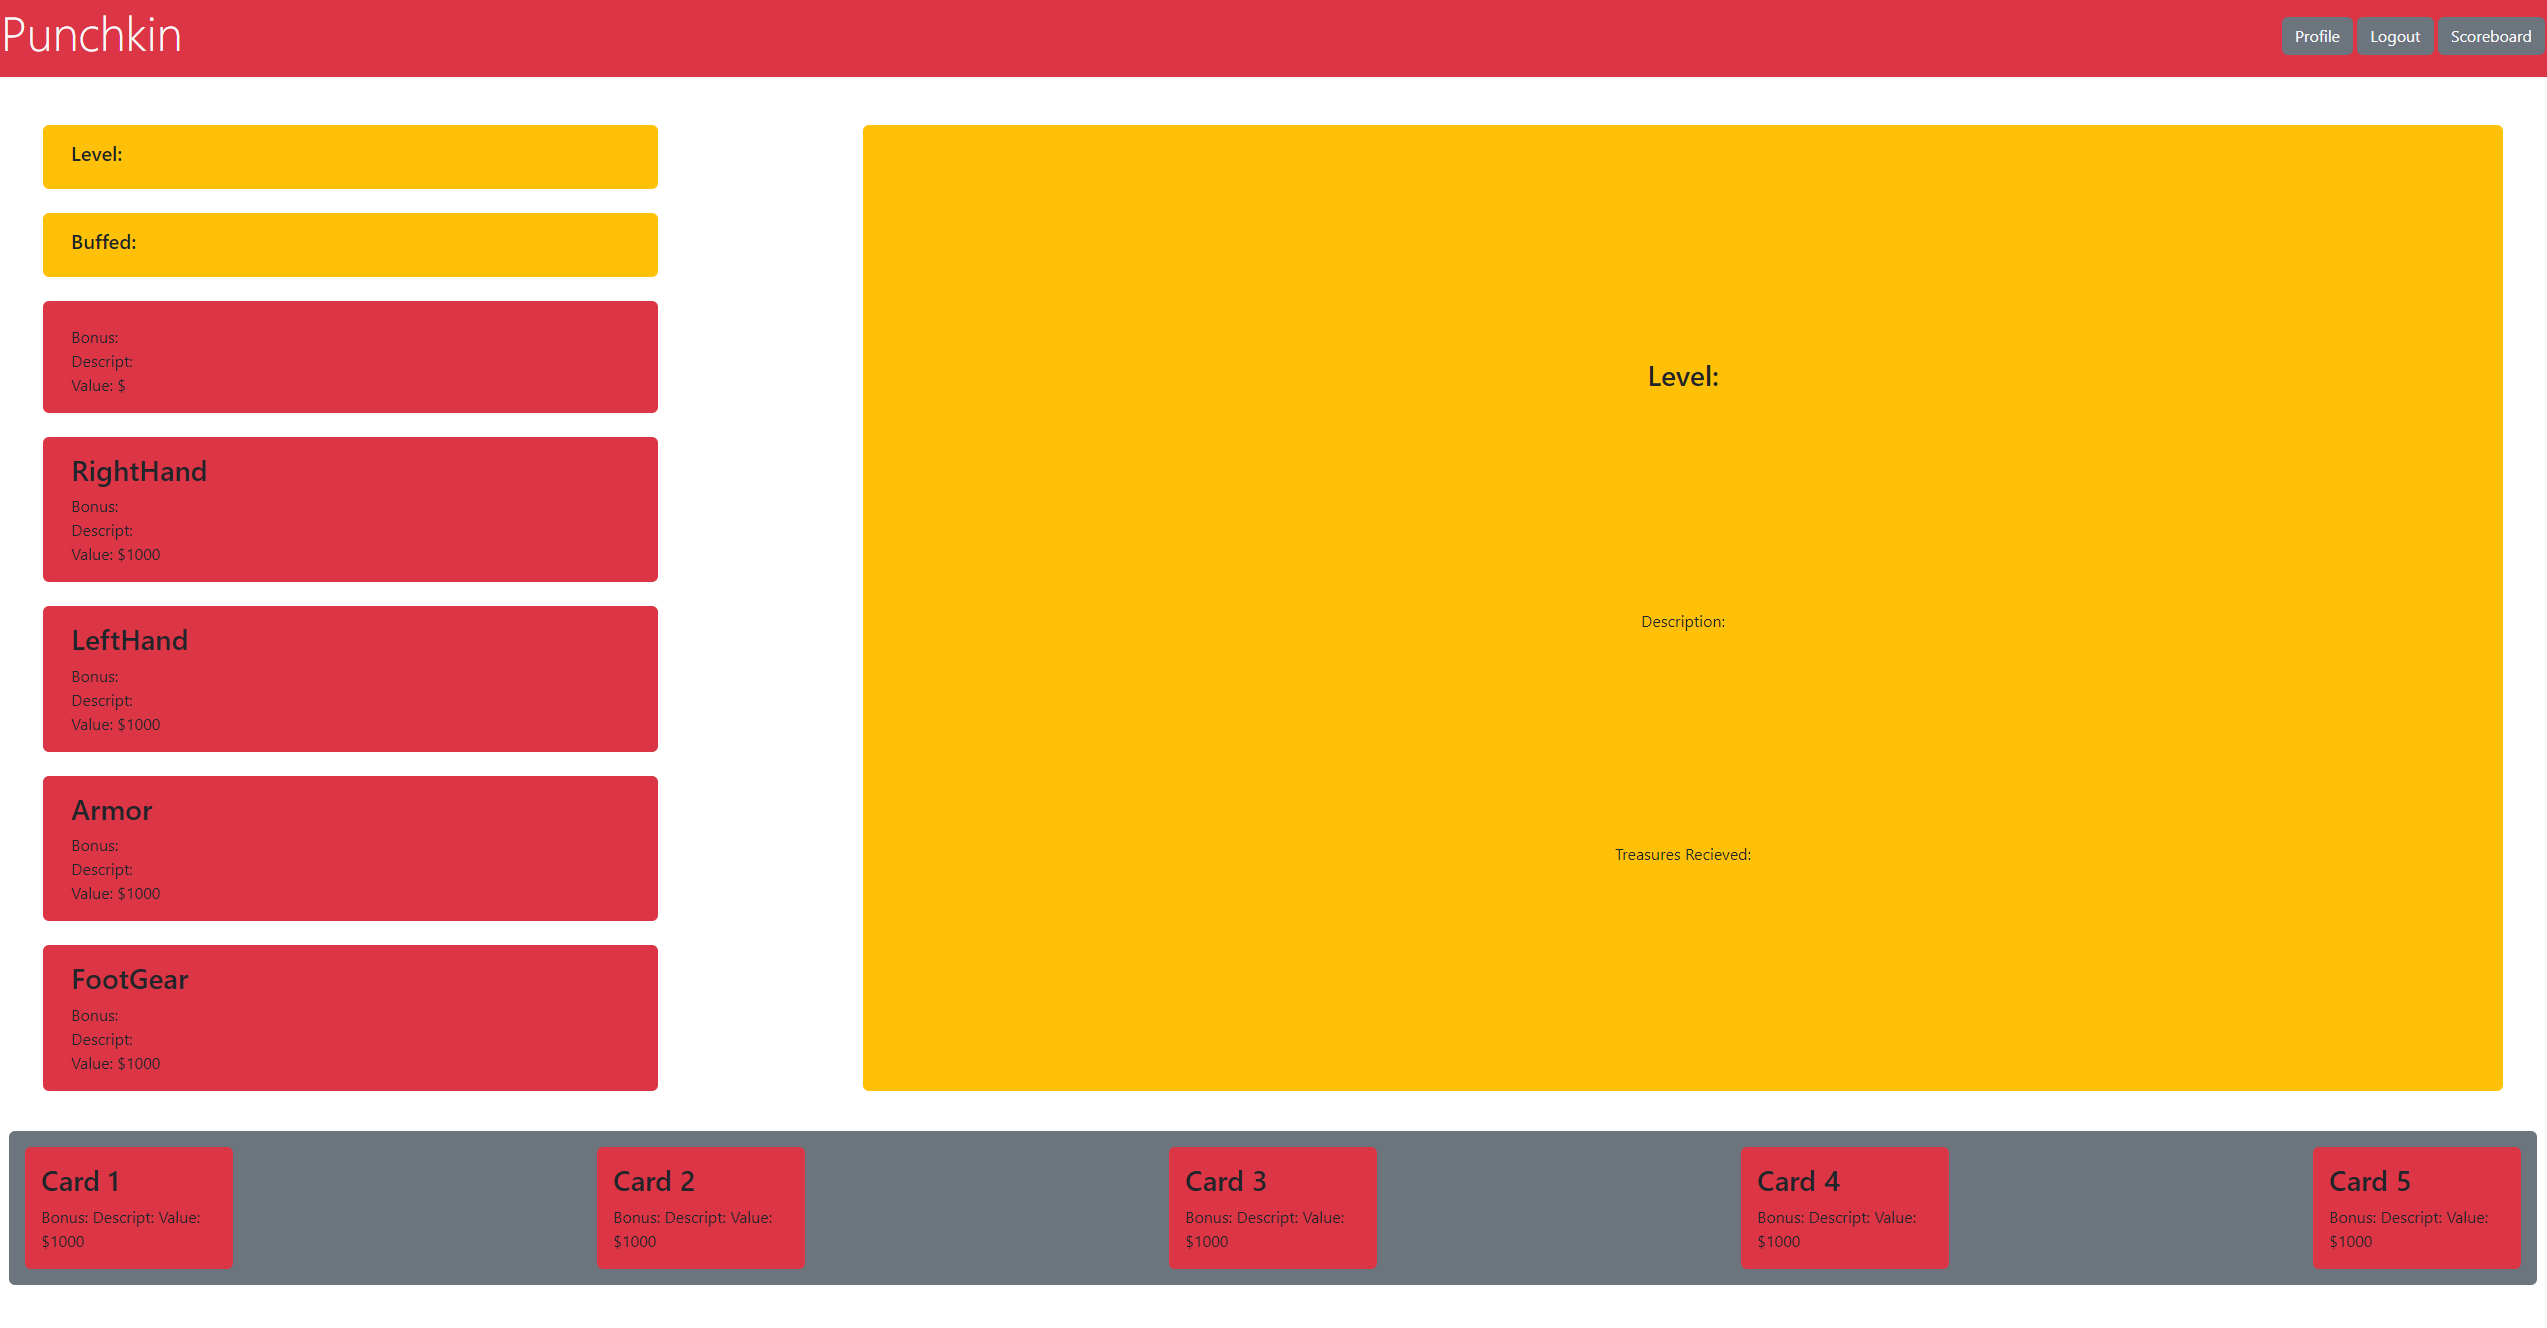 Punchkin
Profile
Logout
Scoreboard
Level:
Buffed:
Bonus:
Descript:
Value: $
RightHand
Bonus:
Descript:
Value: $1000
LeftHand
Bonus:
Descript:
Value: $1000
Armor
Bonus:
Descript:
Value: $1000
FootGear
Bonus:
Descript:
Value: $1000
Level:
Description:
Treasures Recieved:
Card 1
Bonus: Descript: Value:
$1000
Card 2
Bonus: Descript: Value:
$1000
Card 3
Bonus: Descript: Value:
$1000
Card 4
Bonus: Descript: Value:
$1000
Card 5
Bonus: Descript: Value:
$1000